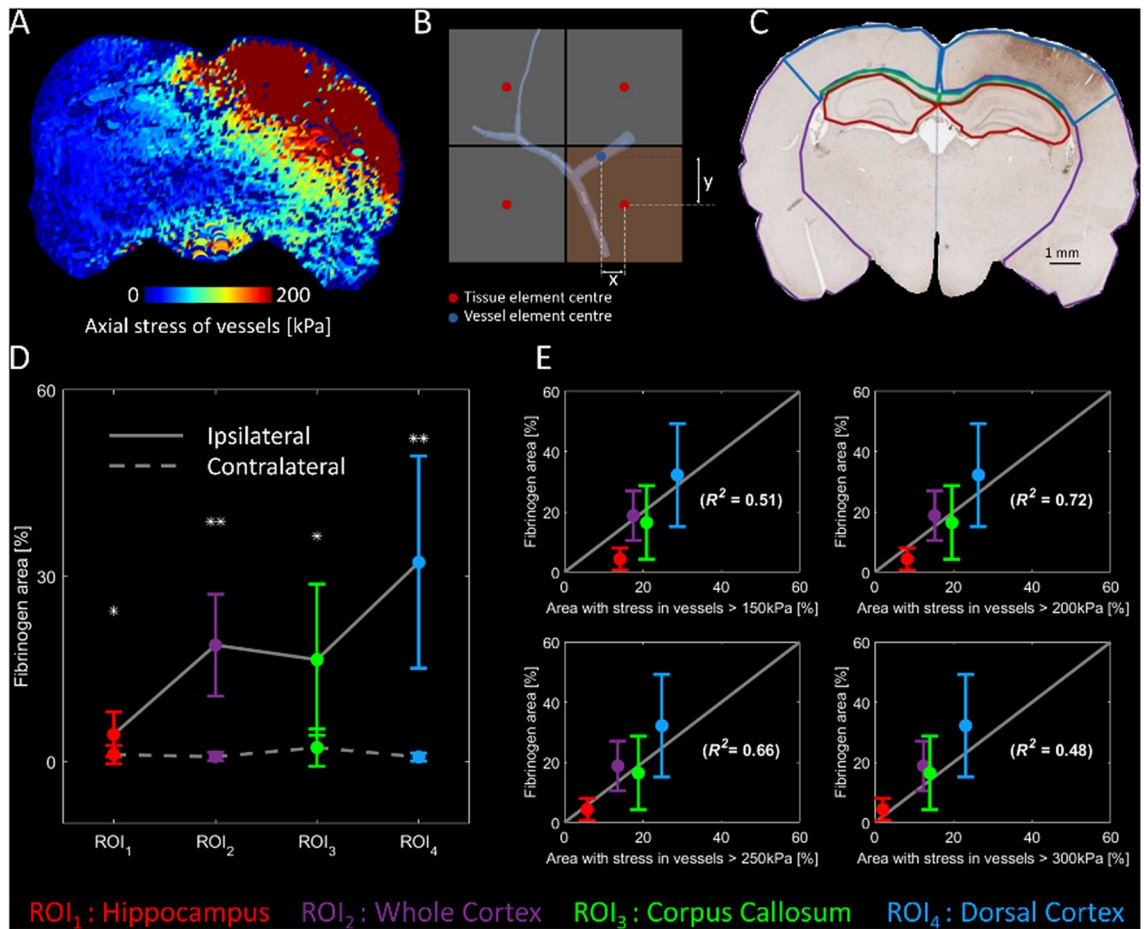 A
B
C
0
200
Axial stress of vessels [kPa]
y
x
Tissue element centre
Vessel element centre
1 mm
D
60
30
0
Fibrinogen area [%]
Ipsilateral
Contralateral
*
**
*
**
ROI1
ROI2
ROI3
ROI4
E
60
40
20
0
Fibrinogen area [%]
(R² = 0.51)
0 20 40 60
Area with stress in vessels > 150kPa [%]
60
40
20
0
Fibrinogen area [%]
(R² = 0.72)
0 20 40 60
Area with stress in vessels > 200kPa [%]
60
40
20
0
Fibrinogen area [%]
(R² = 0.66)
0 20 40 60
Area with stress in vessels > 250kPa [%]
60
40
20
0
Fibrinogen area [%]
(R² = 0.48)
0 20 40 60
Area with stress in vessels > 300kPa [%]
ROI1 : Hippocampus ROI2 : Whole Cortex ROI3 : Corpus Callosum ROI4 : Dorsal Cortex